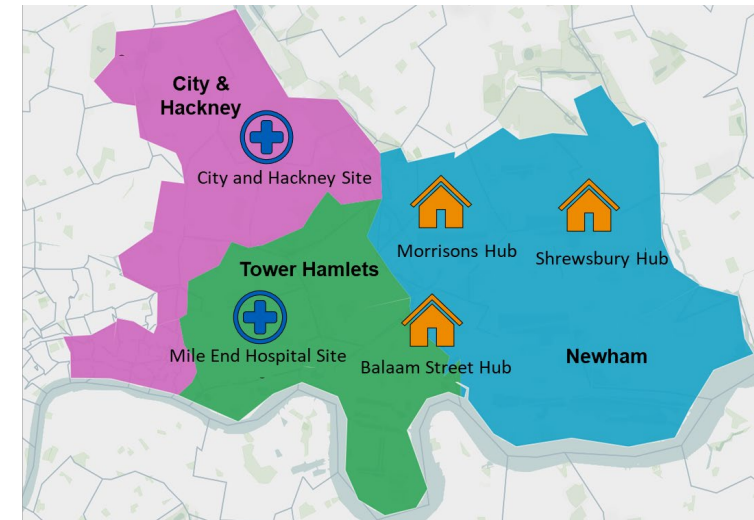 City &
Hackney
City and Hackney Site
Morrisons Hub
Shrewsbury Hub
Tower Hamlets
Mile End Hospital Site
Balaam Street Hub
Newham